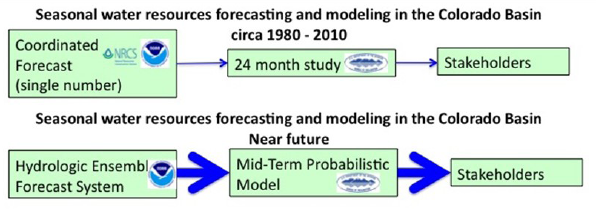 Seasonal water resources forecasting and modeling in the Colorado Basin
circa 1980 - 2010
Coordinated
Forecast
(single number)
NRCS
24 month study
Stakeholders
Seasonal water resources forecasting and modeling in the Colorado Basin
Near future
Hydrologic Ensembl
Forecast System
Mid-Term Probabilistic
Model
Stakeholders